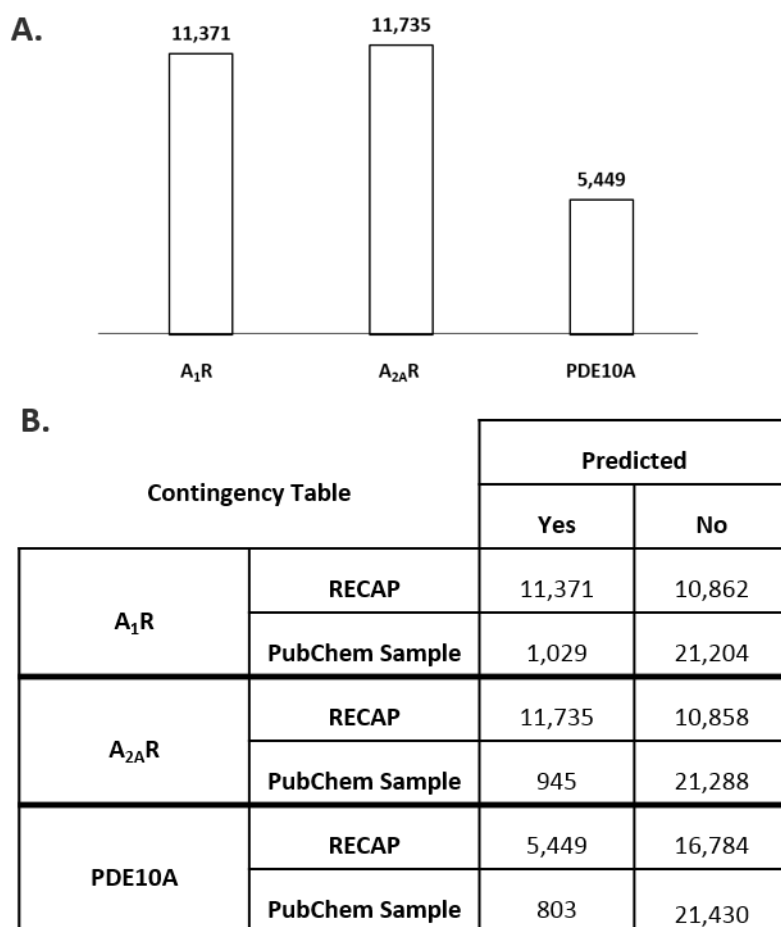 A.
11,371
11,735
5,449
A₁R
A₂ₐR
PDE10A
B.
Contingency Table
Predicted
Yes
No
A₁R
RECAP
11,371
10,862
PubChem Sample
1,029
21,204
A₂ₐR
RECAP
11,735
10,858
PubChem Sample
945
21,288
PDE10A
RECAP
5,449
16,784
PubChem Sample
803
21,430